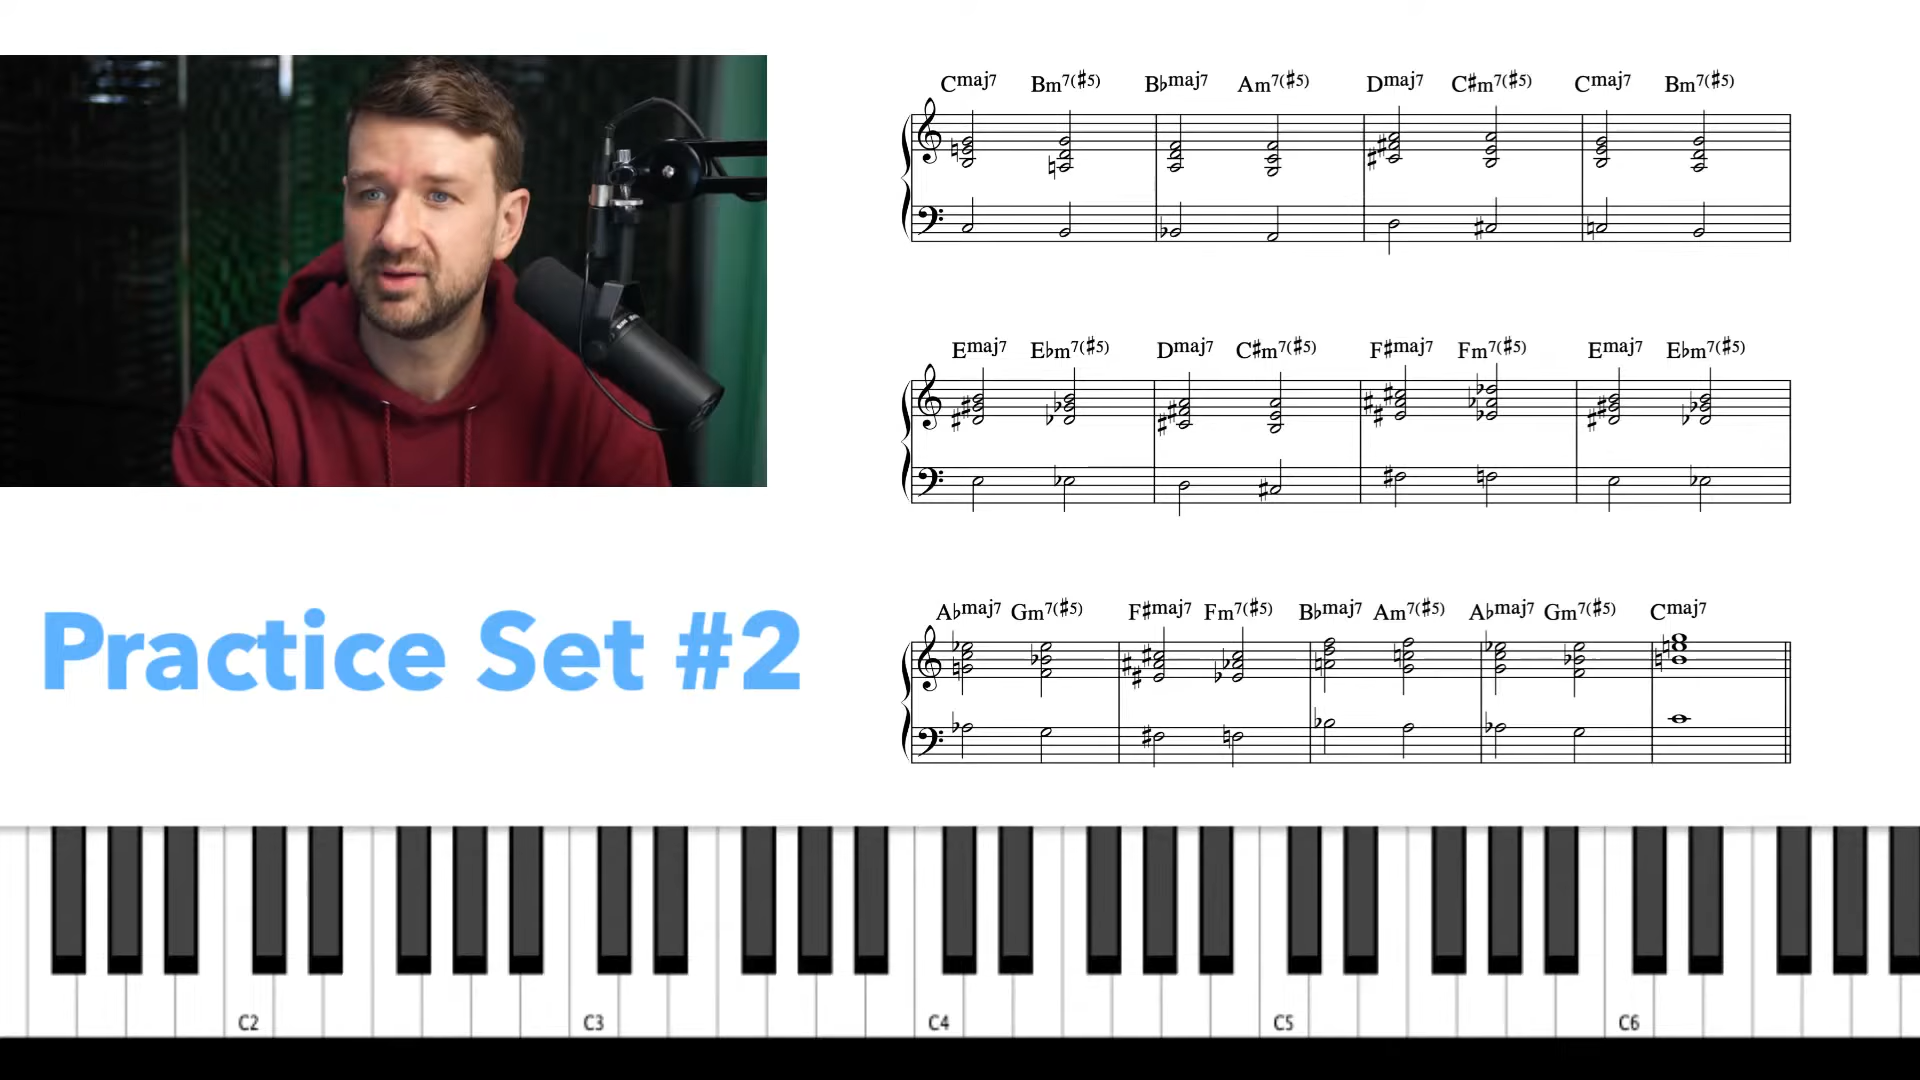 Cmaj7 Bm7(♯5) B♭maj7 Am7(♯5) Dmaj7 C♯m7(♯5) Cmaj7 Bm7(♯5)
Emaj7 E♭m7(♯5) Dmaj7 C♯m7(♯5) F♯maj7 Fm7(♯5) Emaj7 E♭m7(♯5)
A♭maj7 Gm7(♯5) F♯maj7 Fm7(♯5) B♭maj7 Am7(♯5) A♭maj7 Gm7(♯5) Cmaj7
Practice Set #2
C2 C3 C4 C5 C6